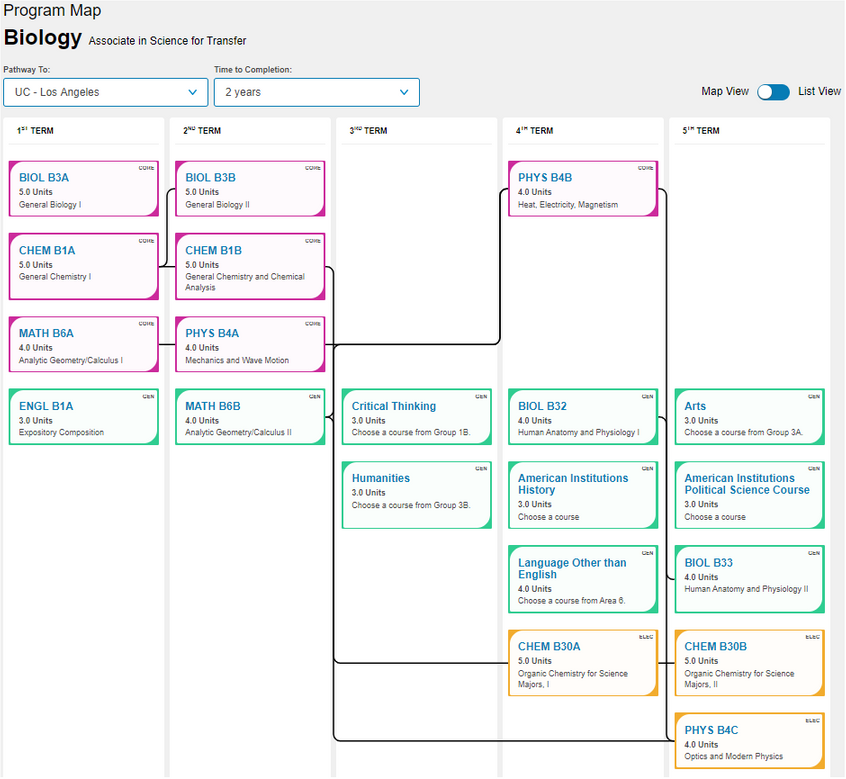 Program Map
Biology Associate in Science for Transfer
Pathway To:
UC - Los Angeles
Time to Completion:
2 years
Map View
List View
1ST TERM
CORE
BIOL B3A
5.0 Units
General Biology I
CORE
CHEM B1A
5.0 Units
General Chemistry I
CORE
MATH B6A
4.0 Units
Analytic Geometry/Calculus I
GEN
ENGL B1A
3.0 Units
Expository Composition
2ND TERM
CORE
BIOL B3B
5.0 Units
General Biology II
CORE
CHEM B1B
5.0 Units
General Chemistry and Chemical
Analysis
CORE
PHYS B4A
4.0 Units
Mechanics and Wave Motion
GEN
MATH B6B
4.0 Units
Analytic Geometry/Calculus II
3RD TERM
GEN
Critical Thinking
3.0 Units
Choose a course from Group 1B.
GEN
Humanities
3.0 Units
Choose a course from Group 3B.
4TH TERM
CORE
PHYS B4B
4.0 Units
Heat, Electricity, Magnetism
GEN
BIOL B32
4.0 Units
Human Anatomy and Physiology I
GEN
American Institutions
History
3.0 Units
Choose a course
GEN
Language Other than
English
4.0 Units
Choose a course from Area 6.
ELEC
CHEM B30A
5.0 Units
Organic Chemistry for Science
Majors, I
5TH TERM
GEN
Arts
3.0 Units
Choose a course from Group 3A.
GEN
American Institutions
Political Science Course
3.0 Units
Choose a course
GEN
BIOL B33
4.0 Units
Human Anatomy and Physiology II
ELEC
CHEM B30B
5.0 Units
Organic Chemistry for Science
Majors, II
ELEC
PHYS B4C
4.0 Units
Optics and Modern Physics